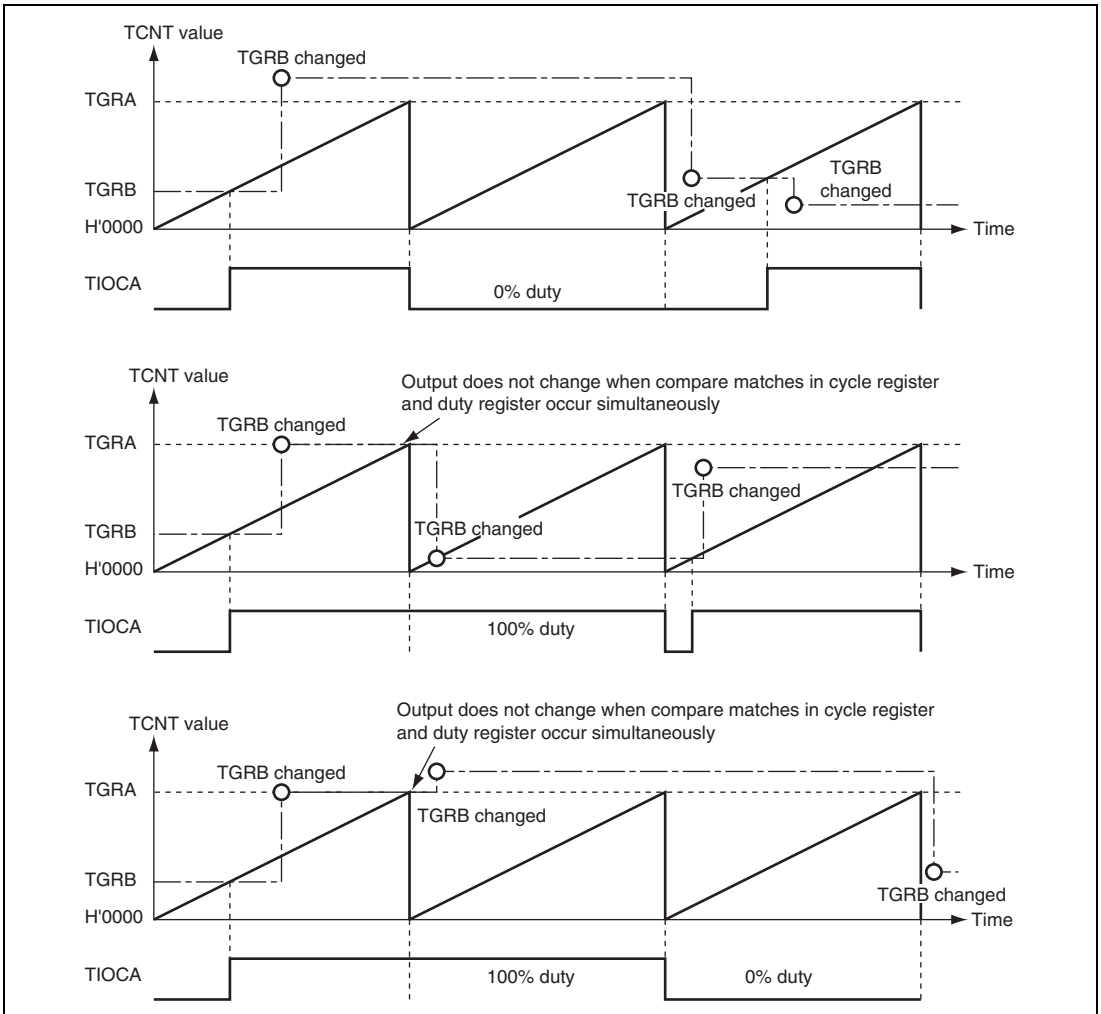 TCNT value
TGRB changed
TGRA
TGRB
changed
TGRB
TGRB changed
H'0000
Time
TIOCA
0% duty
TCNT value
Output does not change when compare matches in cycle register
and duty register occur simultaneously
TGRB changed
TGRA
TGRB changed
TGRB
TGRB changed
H'0000
Time
TIOCA
100% duty
Output does not change when compare matches in cycle register
and duty register occur simultaneously
TCNT value
TGRB changed
TGRA
TGRB changed
TGRB
TGRB changed
H'0000
Time
TIOCA
100% duty
0% duty